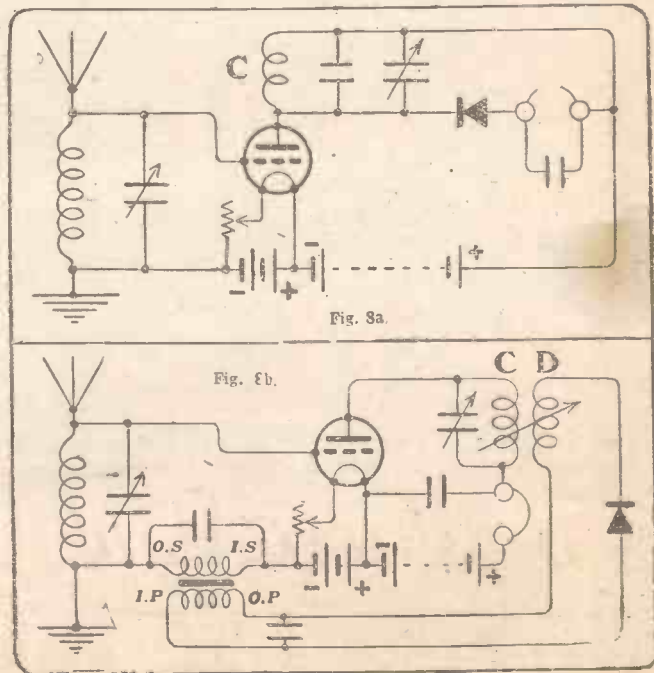 C
- + - +
Fig. 8a.
Fig. 8b.
C D
O.S I.S
- + - +
I.P O.P